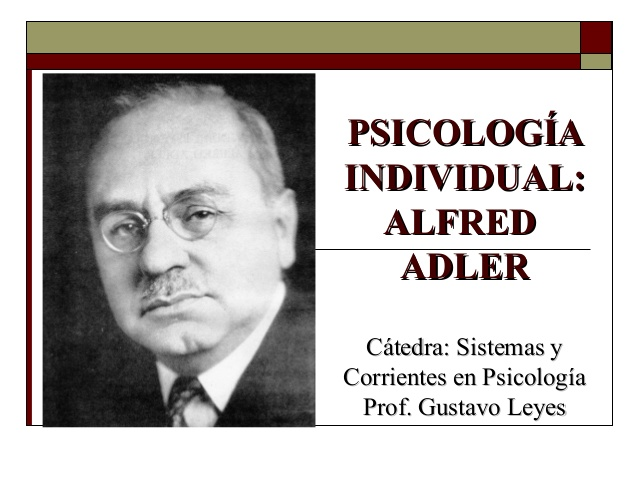 PSICOLOGÍA
INDIVIDUAL:
ALFRED
ADLER
Cátedra: Sistemas y
Corrientes en Psicología
Prof. Gustavo Leyes